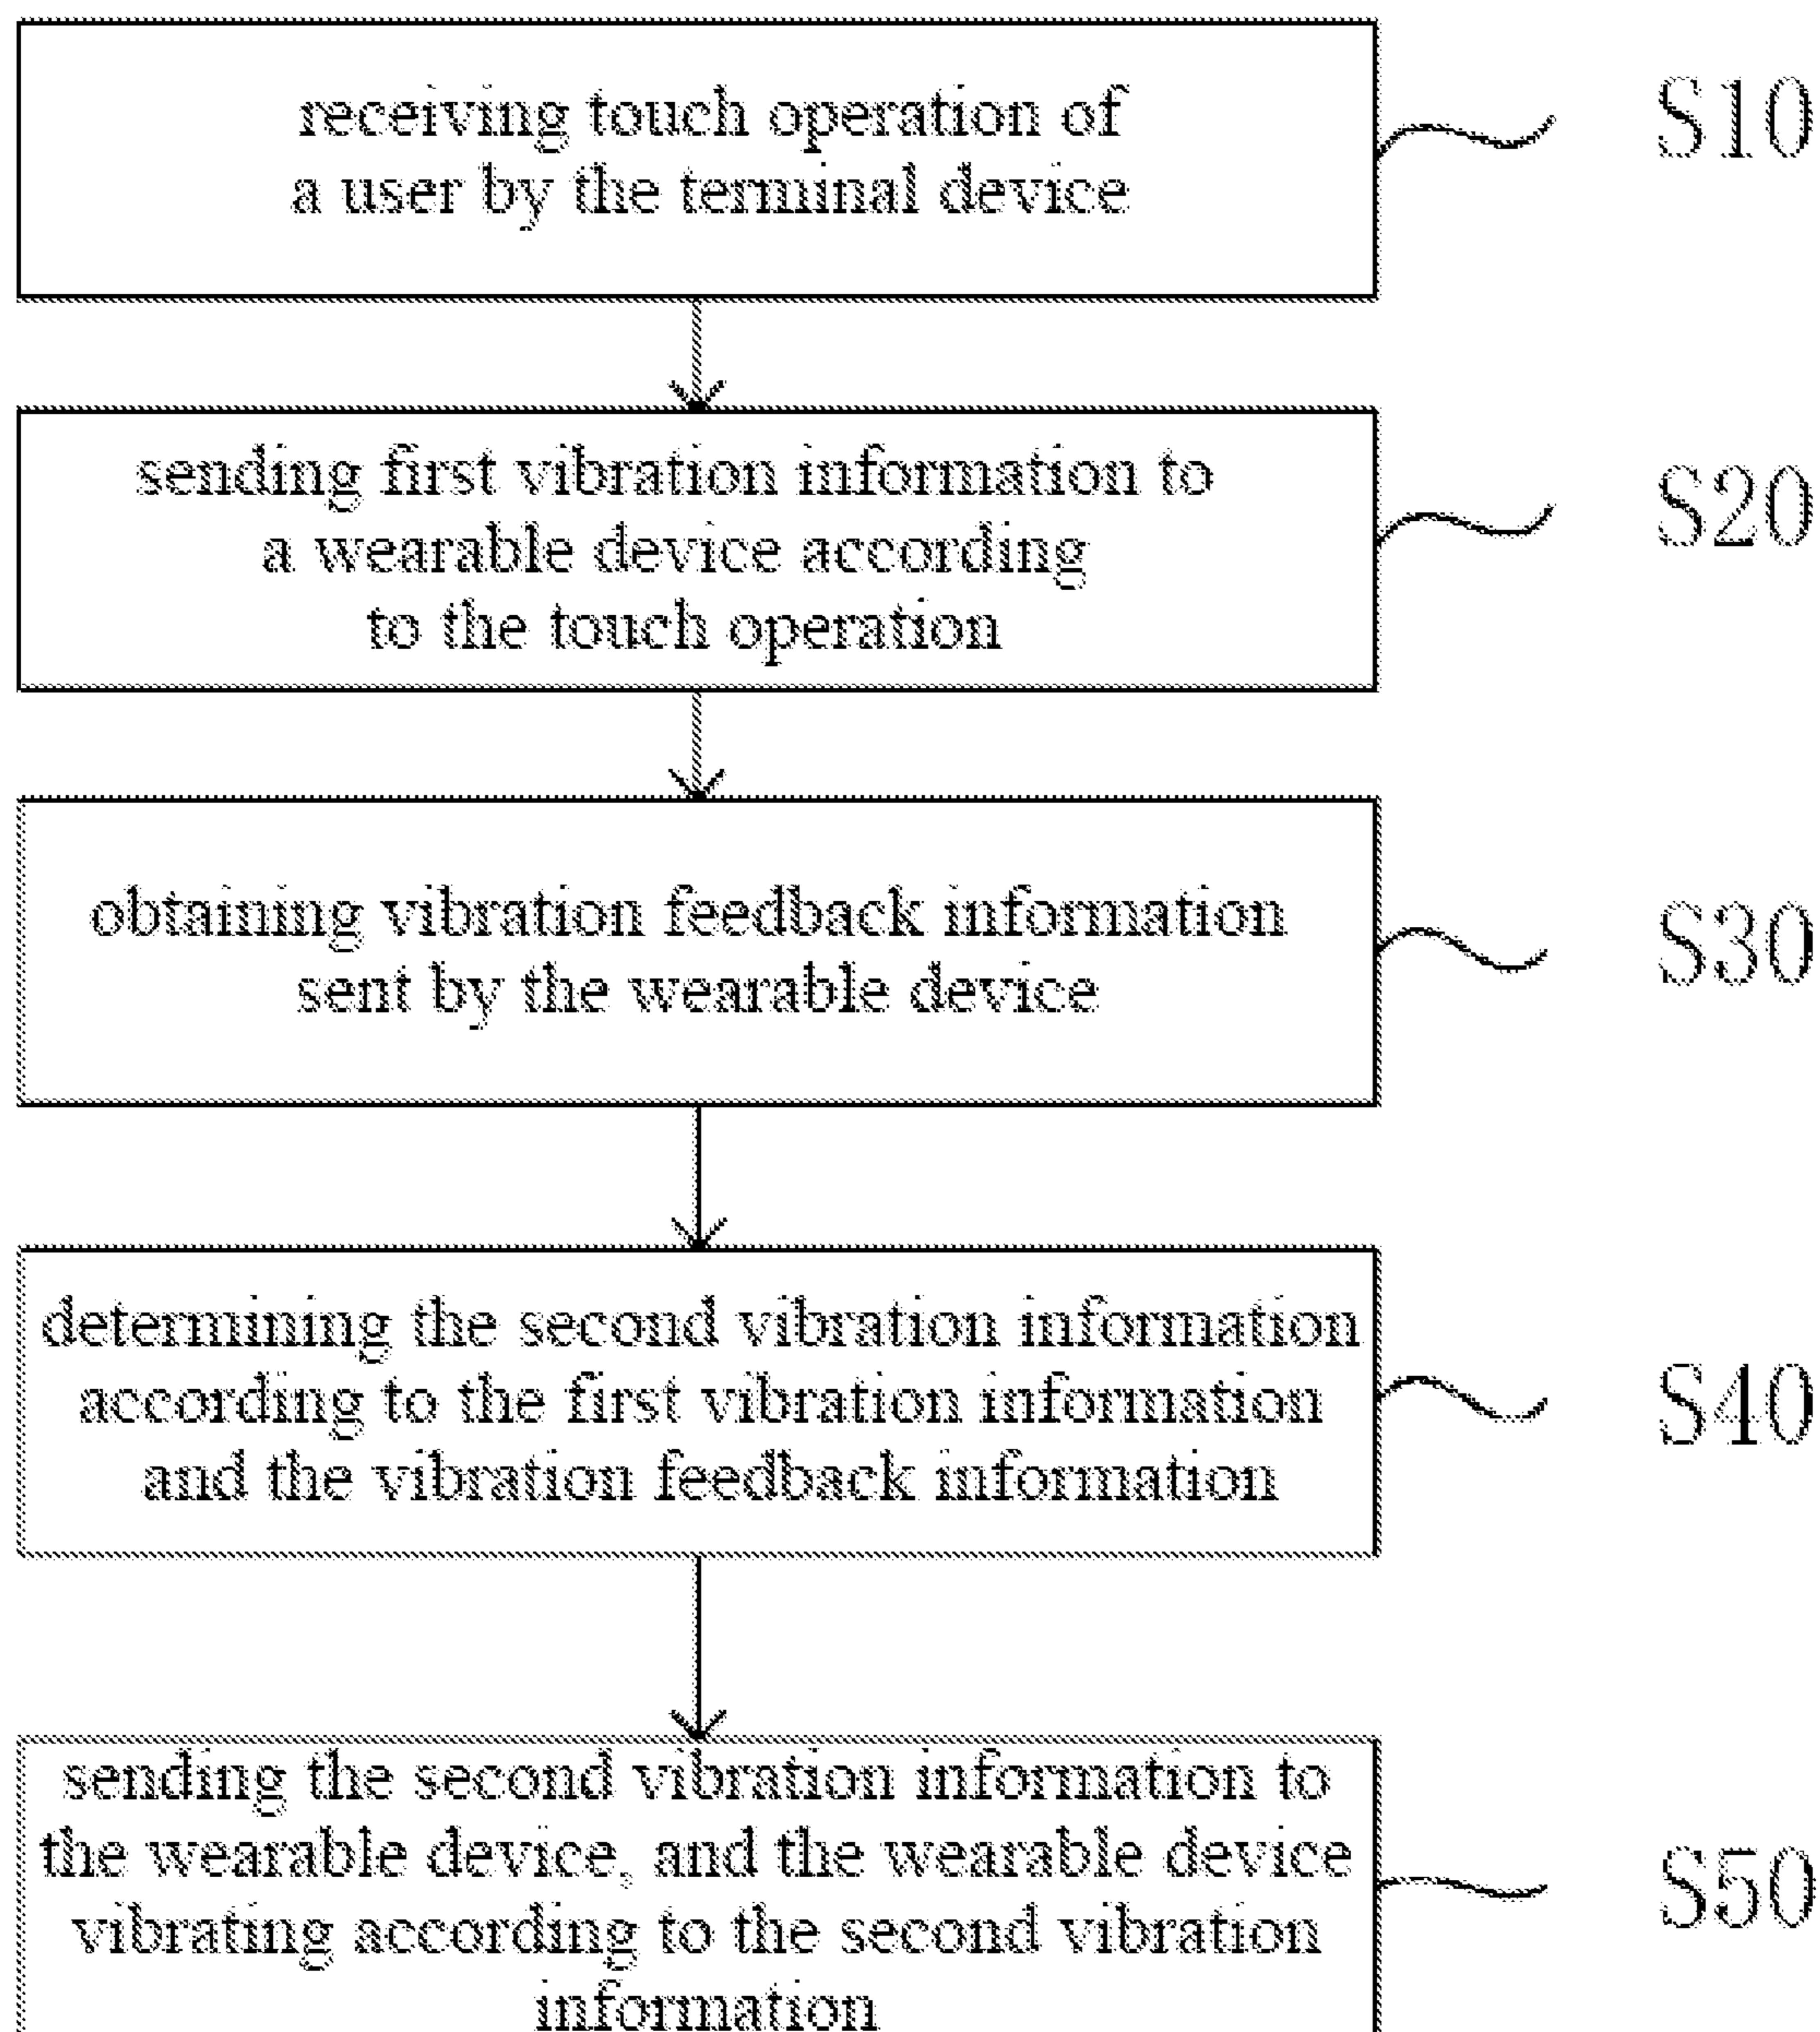 receiving touch operation of
a user by the terminal device
S10
sending first vibration information to
a wearable device according
to the touch operation
S20
obtaining vibration feedback information
sent by the wearable device
S30
determining the second vibration information
according to the first vibration information
and the vibration feedback information
S40
sending the second vibration information to
the wearable device, and the wearable device
vibrating according to the second vibration
information
S50